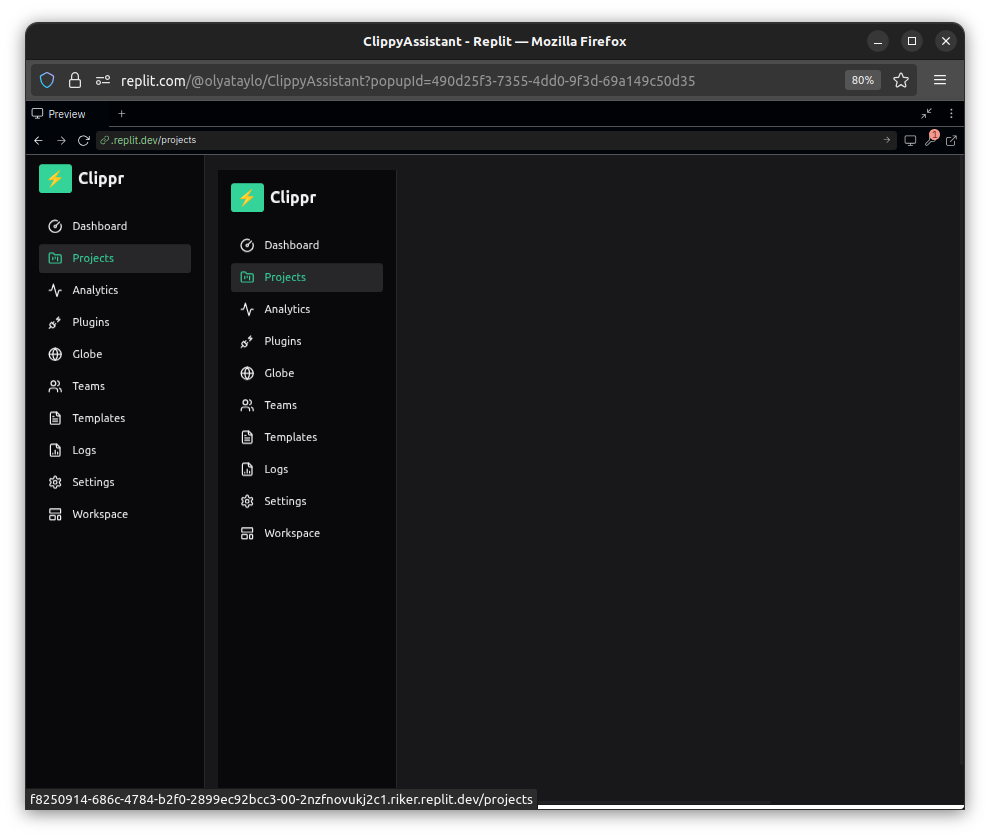 ClippyAssistant - Replit — Mozilla Firefox
replit.com/@olyataylo/ClippyAssistant?popupId=490d25f3-7355-4dd0-9f3d-69a149c50d35
80%
Preview
.replit.dev/projects
1
Clippr
Dashboard
Projects
Analytics
Plugins
Globe
Teams
Templates
Logs
Settings
Workspace
Clippr
Dashboard
Projects
Analytics
Plugins
Globe
Teams
Templates
Logs
Settings
Workspace
f8250914-686c-4784-b2f0-2899ec92bcc3-00-2nzfnovukj2c1.riker.replit.dev/projects